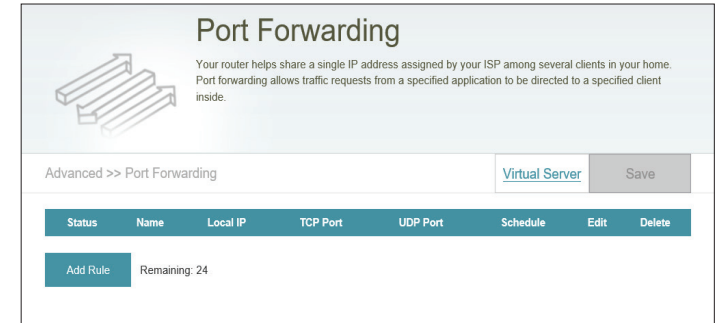 Port Forwarding
Your router helps share a single IP address assigned by your ISP among several clients in your home.
Port forwarding allows traffic requests from a specified application to be directed to a specified client
inside.
Advanced >> Port Forwarding
Virtual Server
Save
Status Name Local IP TCP Port UDP Port Schedule Edit Delete
Add Rule
Remaining: 24